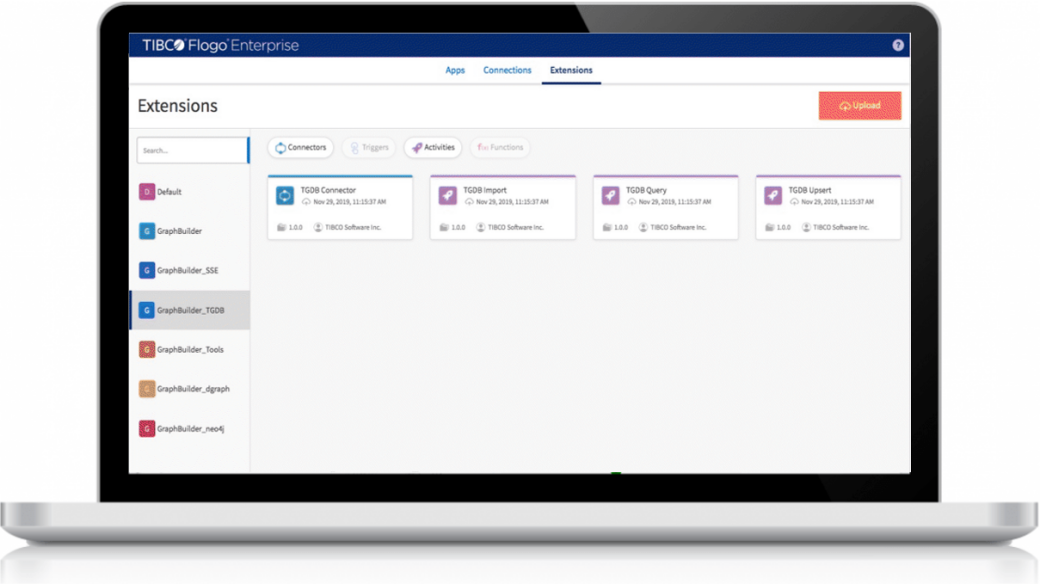 TIBCO® Flogo® Enterprise
?
Apps Connections Extensions
Extensions
Upload
Search...
Connectors Triggers Activities f(x) Functions
D Default
G GraphBuilder
G GraphBuilder_SSE
G GraphBuilder_TGDB
G GraphBuilder_Tools
G GraphBuilder_dgraph
G GraphBuilder_neo4j
TGDB Connector
Nov 29, 2019, 11:15:37 AM
1.0.0 TIBCO Software Inc.
TGDB Import
Nov 29, 2019, 11:15:37 AM
1.0.0 TIBCO Software Inc.
TGDB Query
Nov 29, 2019, 11:15:37 AM
1.0.0 TIBCO Software Inc.
TGDB Upsert
Nov 29, 2019, 11:15:37 AM
1.0.0 TIBCO Software Inc.